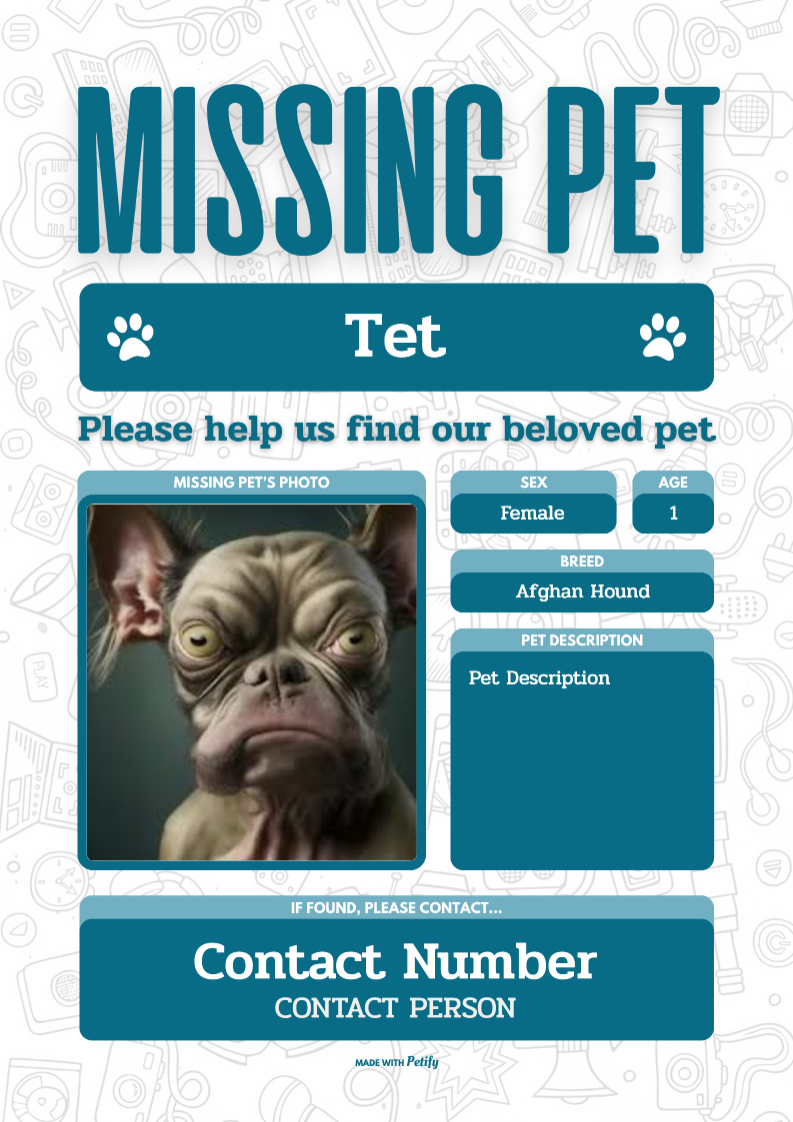 MISSING PET
Tet
Please help us find our beloved pet
MISSING PET'S PHOTO
SEX
Female
AGE
1
BREED
Afghan Hound
PET DESCRIPTION
Pet Description
IF FOUND, PLEASE CONTACT...
Contact Number
CONTACT PERSON
MADE WITH Petify
PLAY